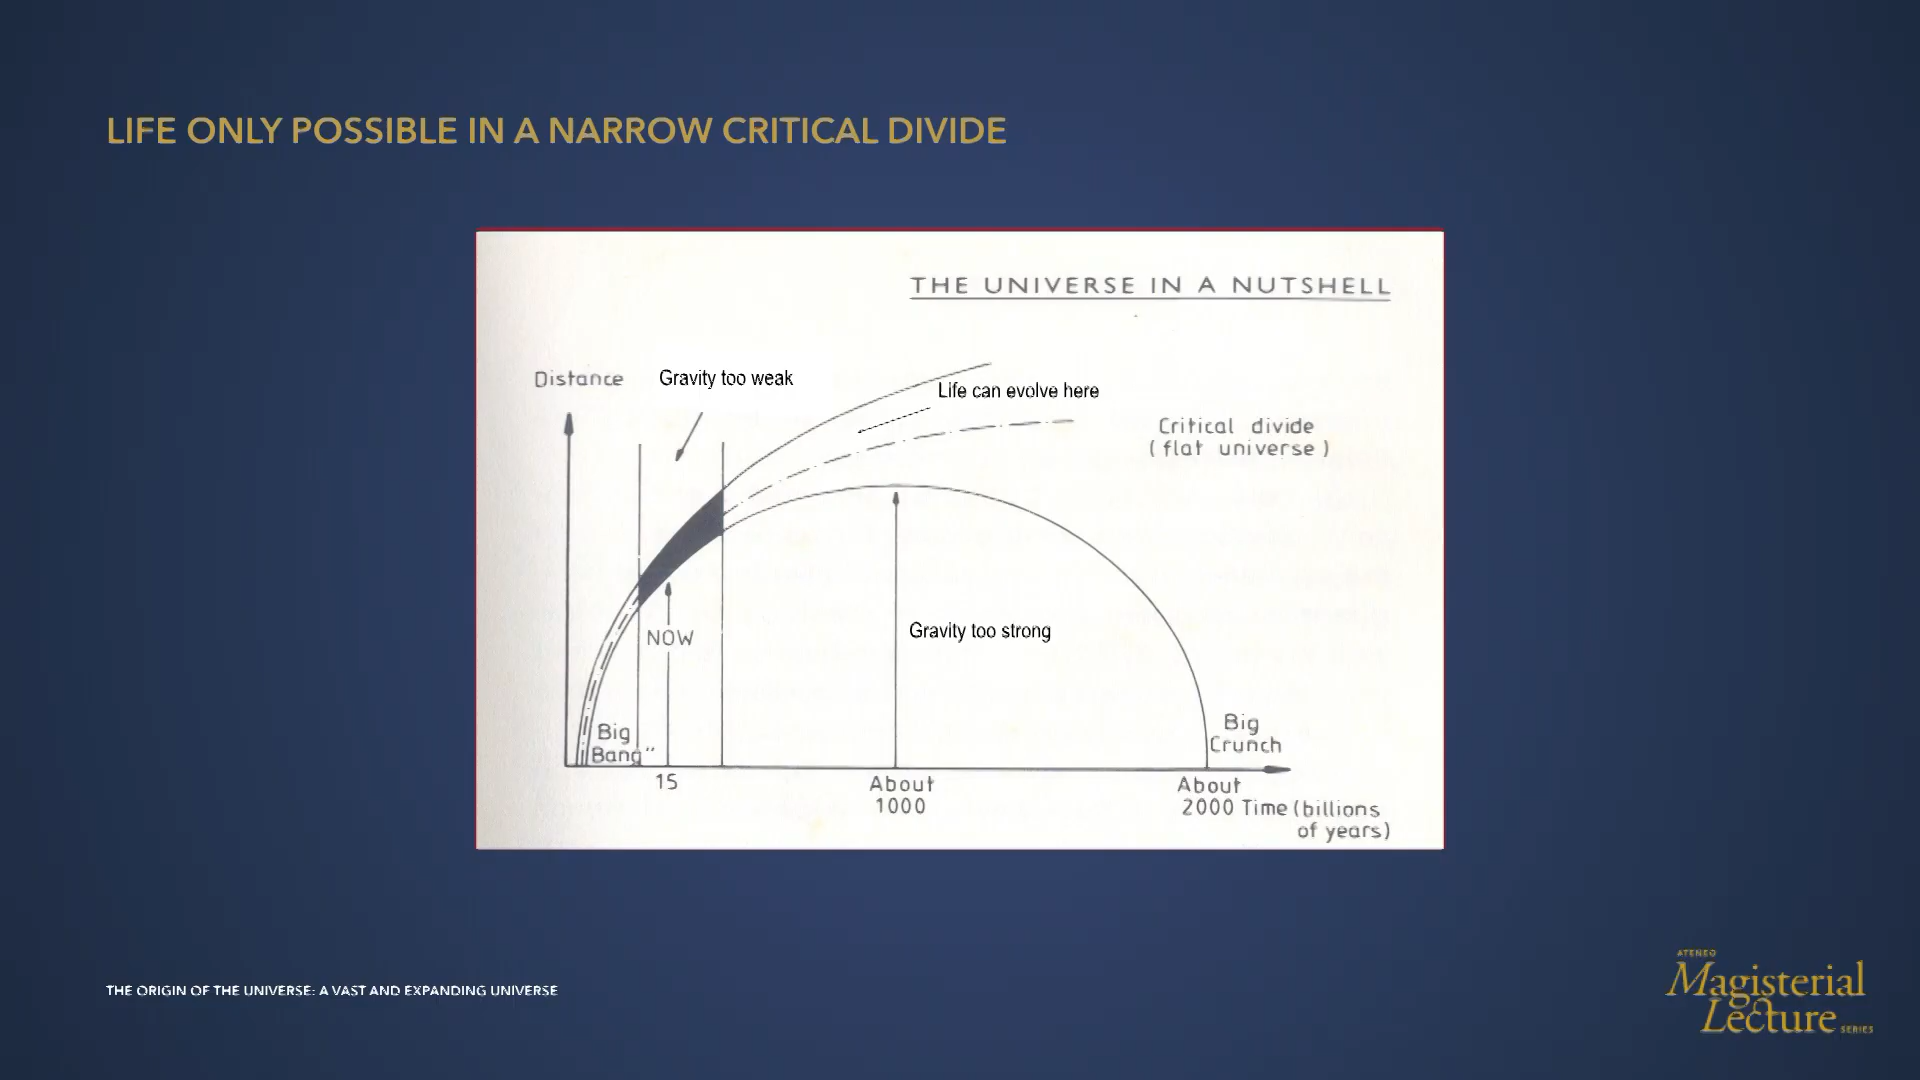 LIFE ONLY POSSIBLE IN A NARROW CRITICAL DIVIDE
THE UNIVERSE IN A NUTSHELL
Distance
Gravity too weak
Life can evolve here
Critical divide
(flat universe)
NOW
Gravity too strong
Big
Bang"
Big
Crunch
15
About
1000
About
2000 Time (billions
of years)
THE ORIGIN OF THE UNIVERSE: A VAST AND EXPANDING UNIVERSE
ATENEO
Magisterial
Lecture SERIES